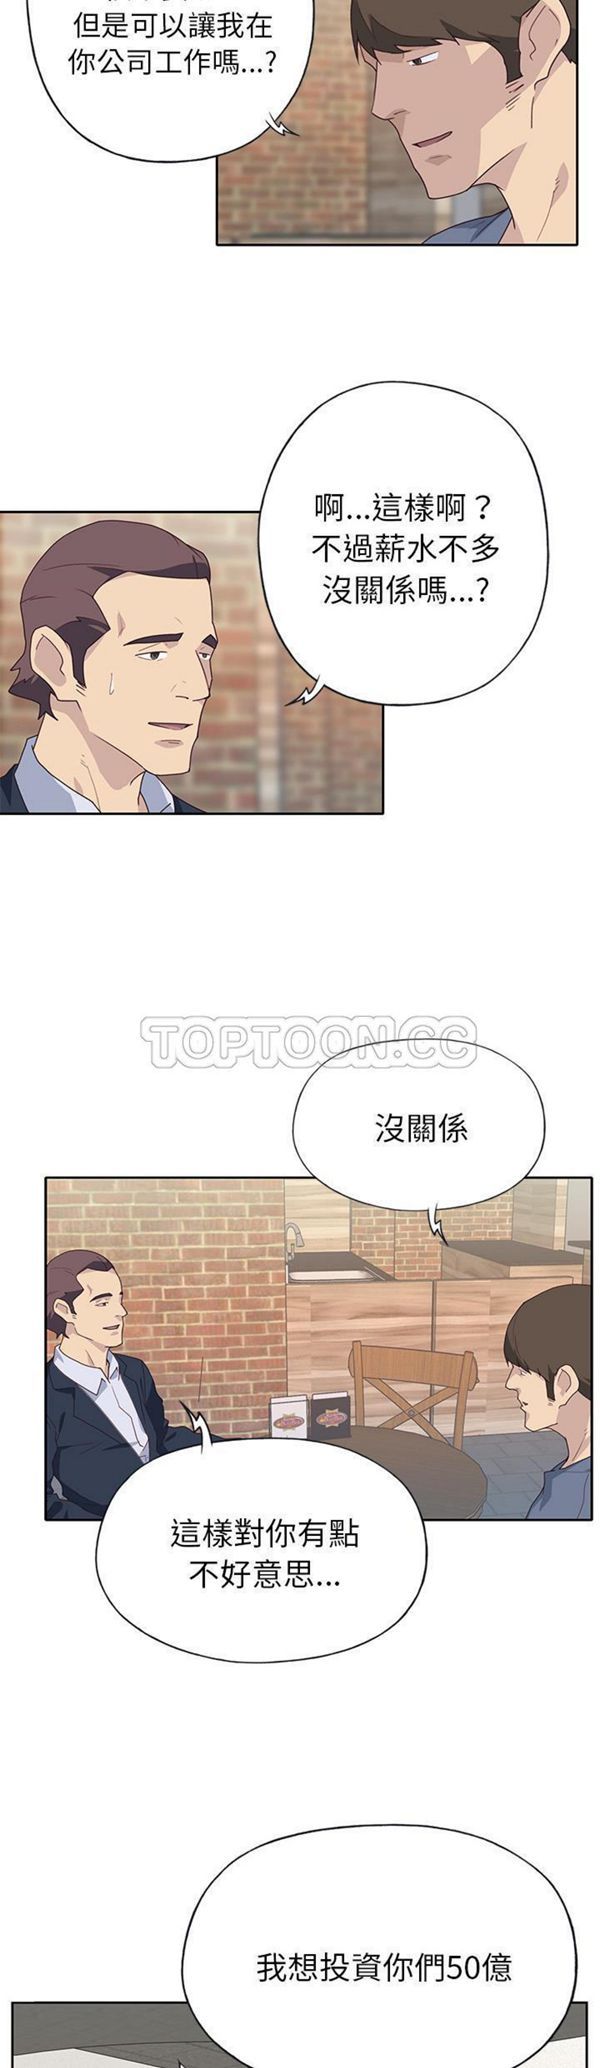 但是可以讓我在
你公司工作嗎...?
啊...這樣啊？
不過薪水不多
沒關係嗎...?
TOPTOON.CC
沒關係
這樣對你有點
不好意思...
我想投資你們50億